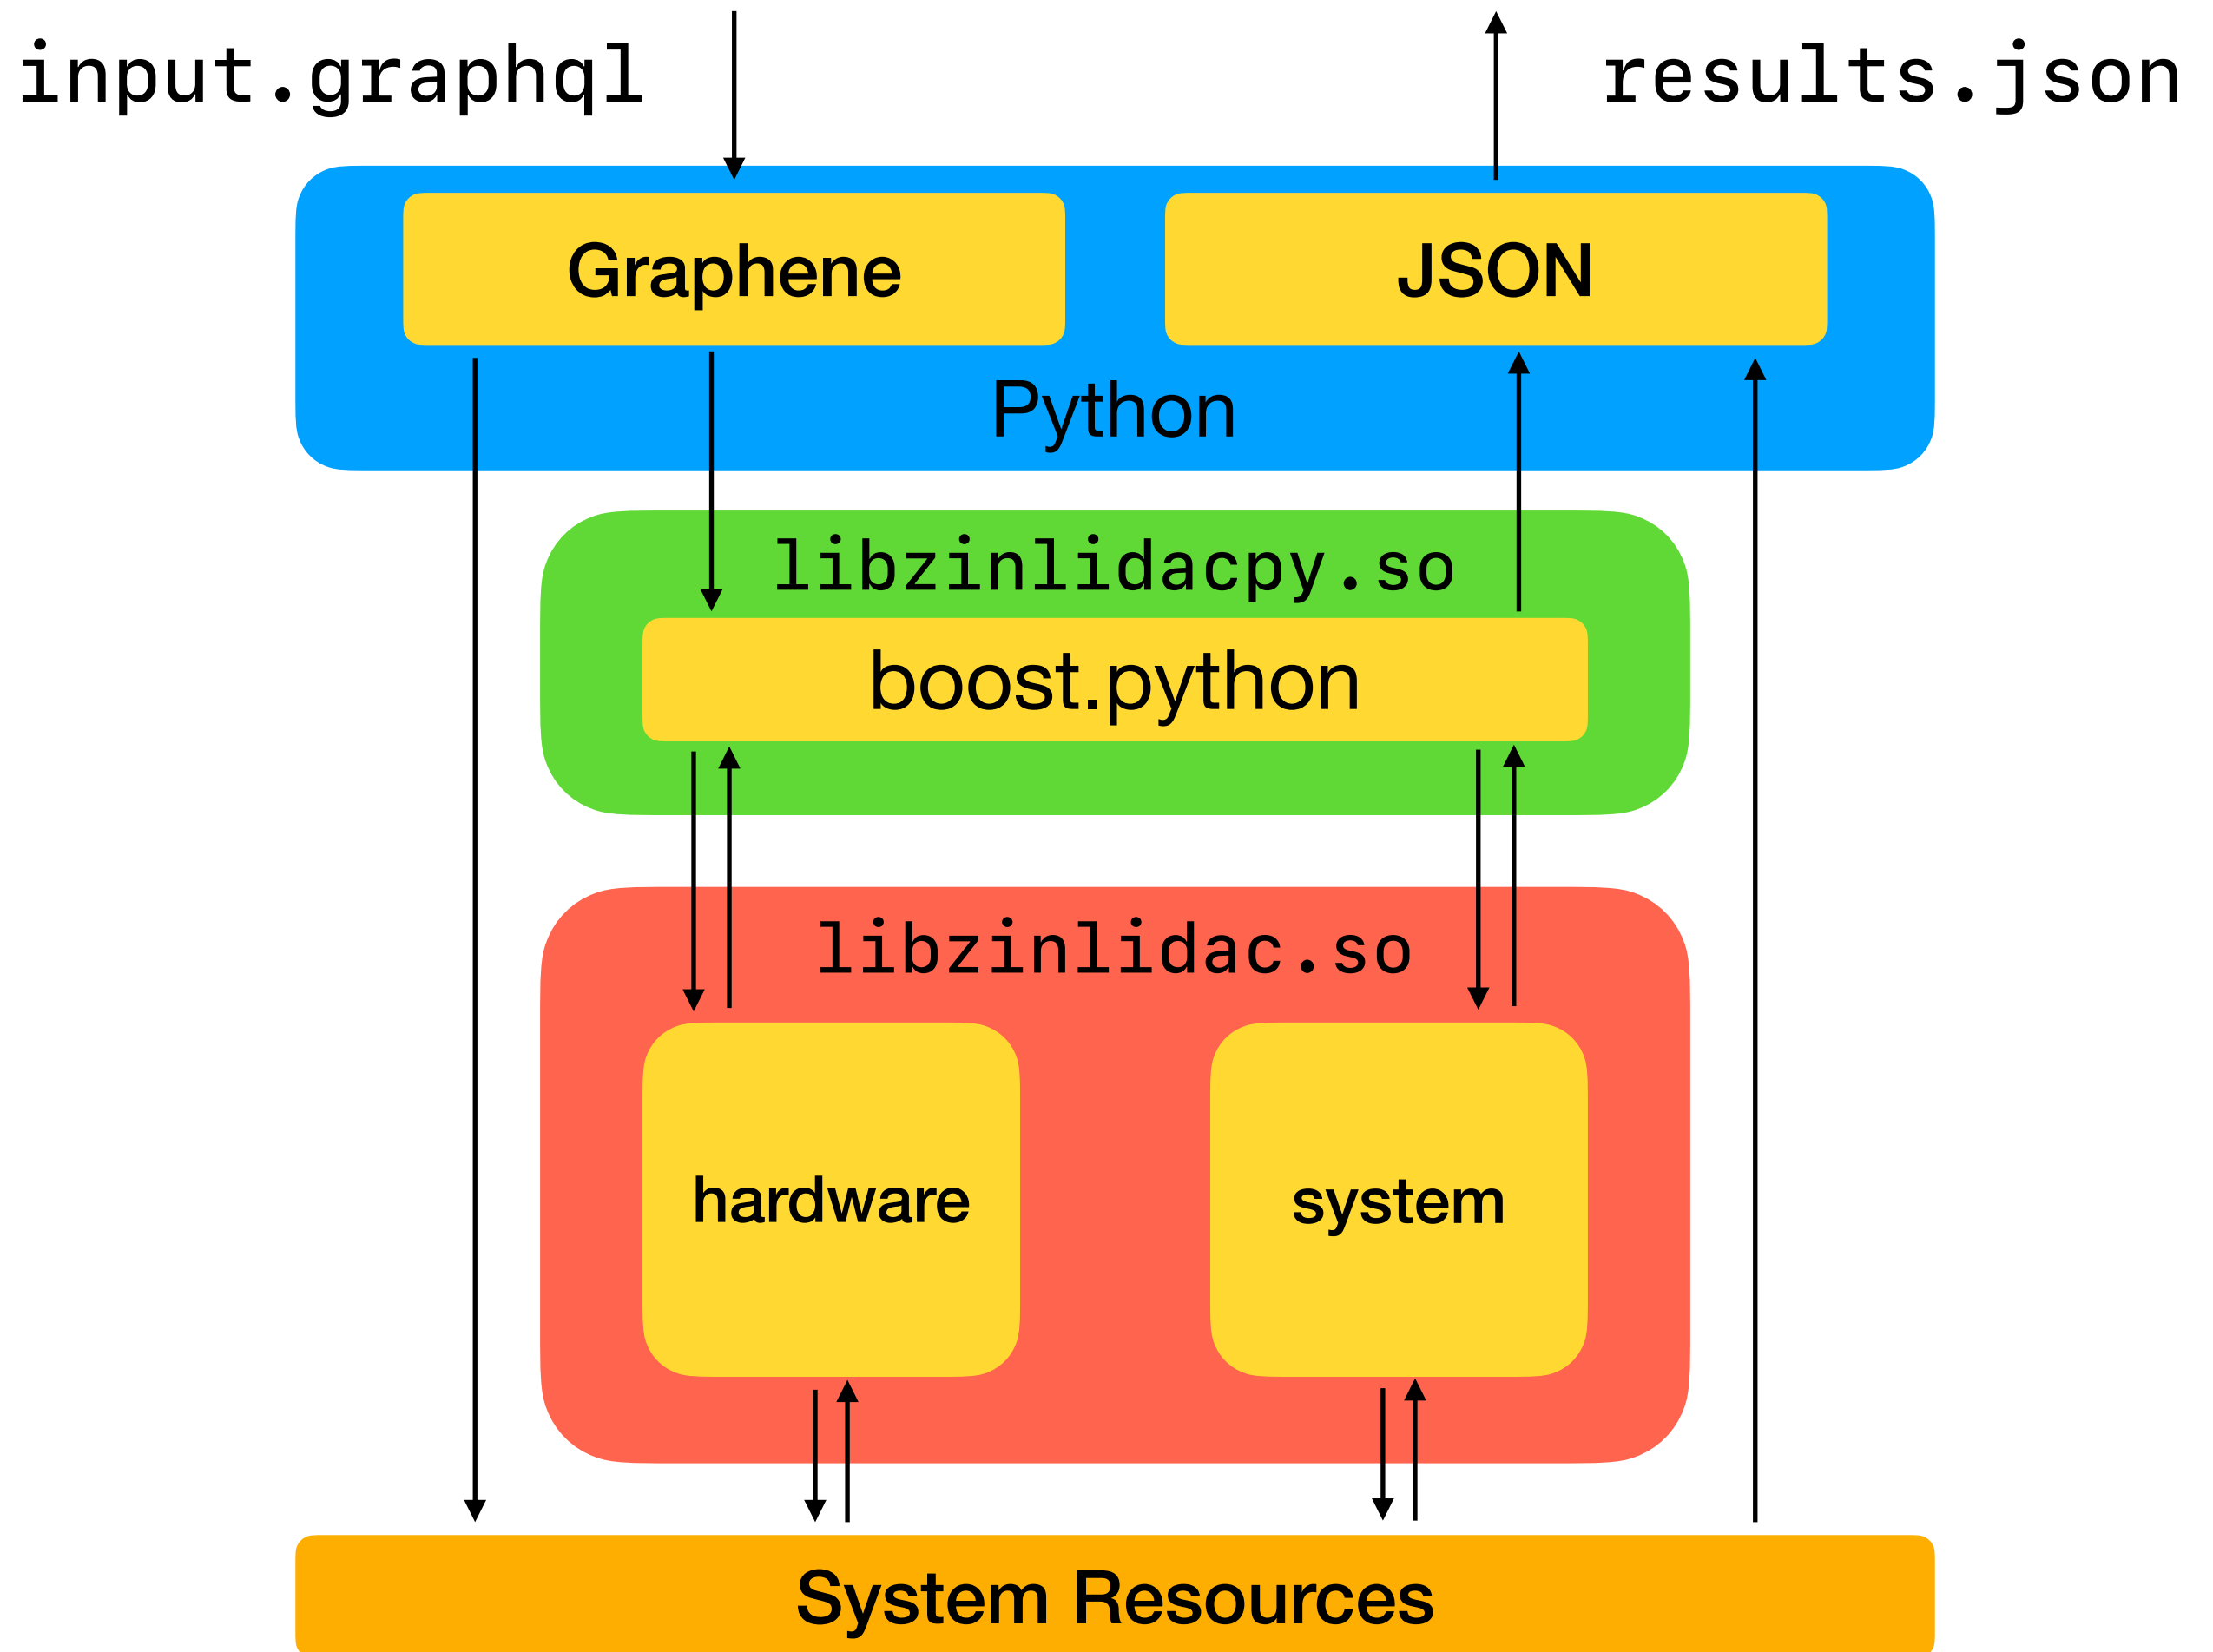 input.graphql
results.json
Graphene
JSON
Python
libzinlidacpy.so
boost.python
libzinlidac.so
hardware
system
System Resources